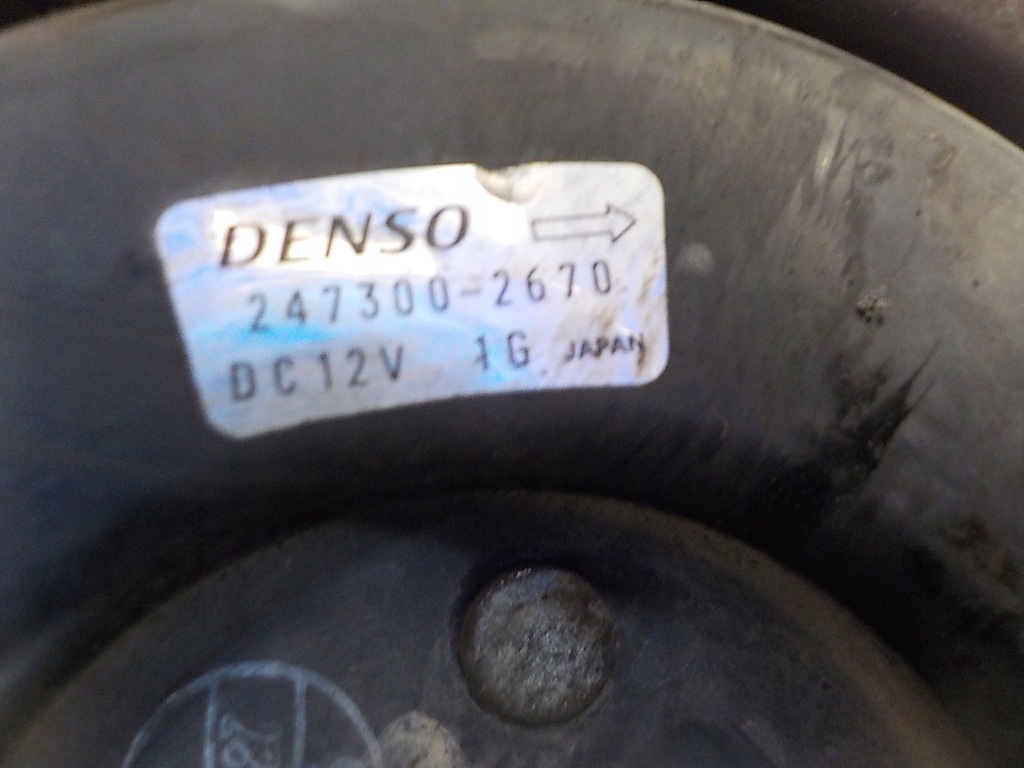 DENSO
247300-2670
DC12V 1G JAPAN